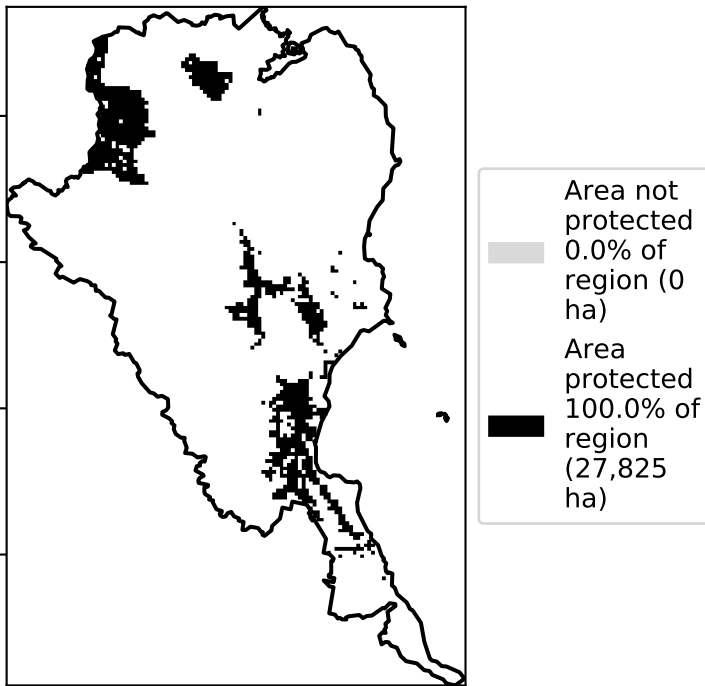 Area not
protected
0.0% of
region (0
ha)
Area
protected
100.0% of
region
(27,825
ha)